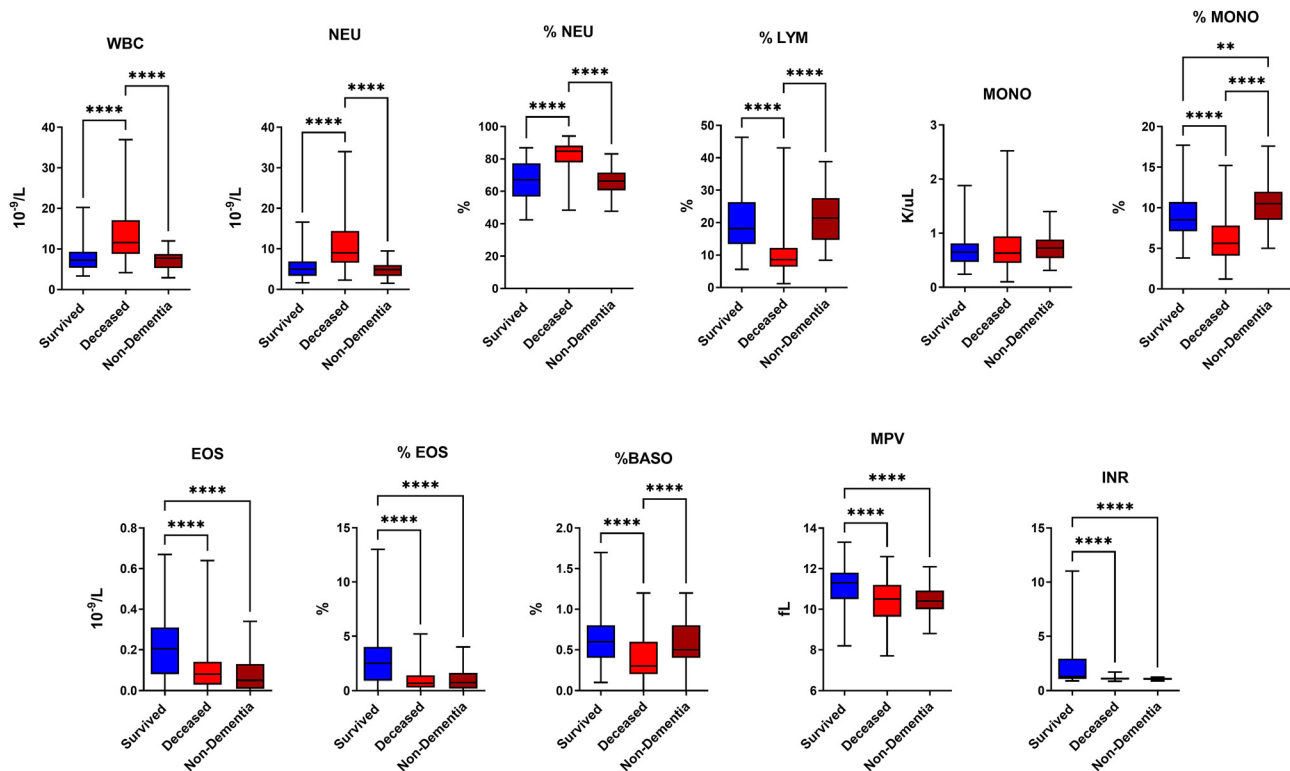 WBC
****
****
10⁻⁹/L
40
30
20
10
0
Survived
Deceased
Non-Dementia
NEU
****
****
10⁻⁹/L
40
30
20
10
0
Survived
Deceased
Non-Dementia
% NEU
****
****
%
100
80
60
40
20
0
Survived
Deceased
Non-Dementia
% LYM
****
****
%
50
40
30
20
10
0
Survived
Deceased
Non-Dementia
MONO
K/uL
3
2
1
0
Survived
Deceased
Non-Dementia
% MONO
**
****
****
%
20
15
10
5
0
Survived
Deceased
Non-Dementia
EOS
****
****
10⁻⁹/L
0.8
0.6
0.4
0.2
0.0
Survived
Deceased
Non-Dementia
% EOS
****
****
%
15
10
5
0
Survived
Deceased
Non-Dementia
%BASO
****
****
%
2.0
1.5
1.0
0.5
0.0
Survived
Deceased
Non-Dementia
MPV
****
****
fL
14
12
10
8
6
Survived
Deceased
Non-Dementia
INR
****
****
15
10
5
0
Survived
Deceased
Non-Dementia